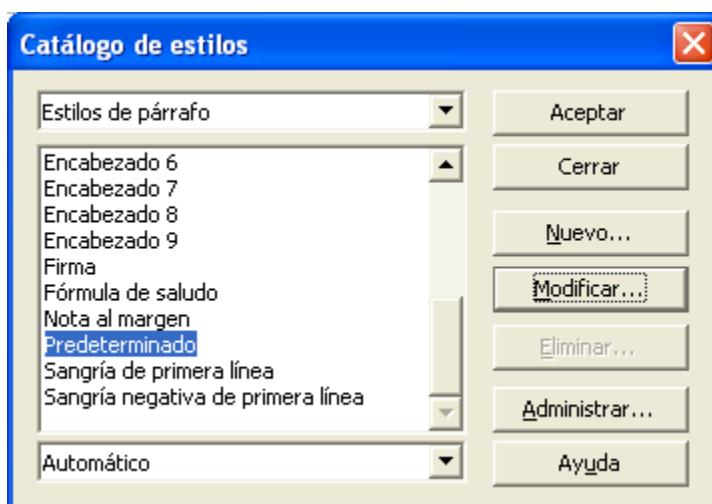 Catálogo de estilos
Estilos de párrafo
Encabezado 6
Encabezado 7
Encabezado 8
Encabezado 9
Firma
Fórmula de saludo
Nota al margen
Predeterminado
Sangría de primera línea
Sangría negativa de primera línea
Automático
Aceptar
Cerrar
Nuevo...
Modificar...
Eliminar...
Administrar...
Ayuda